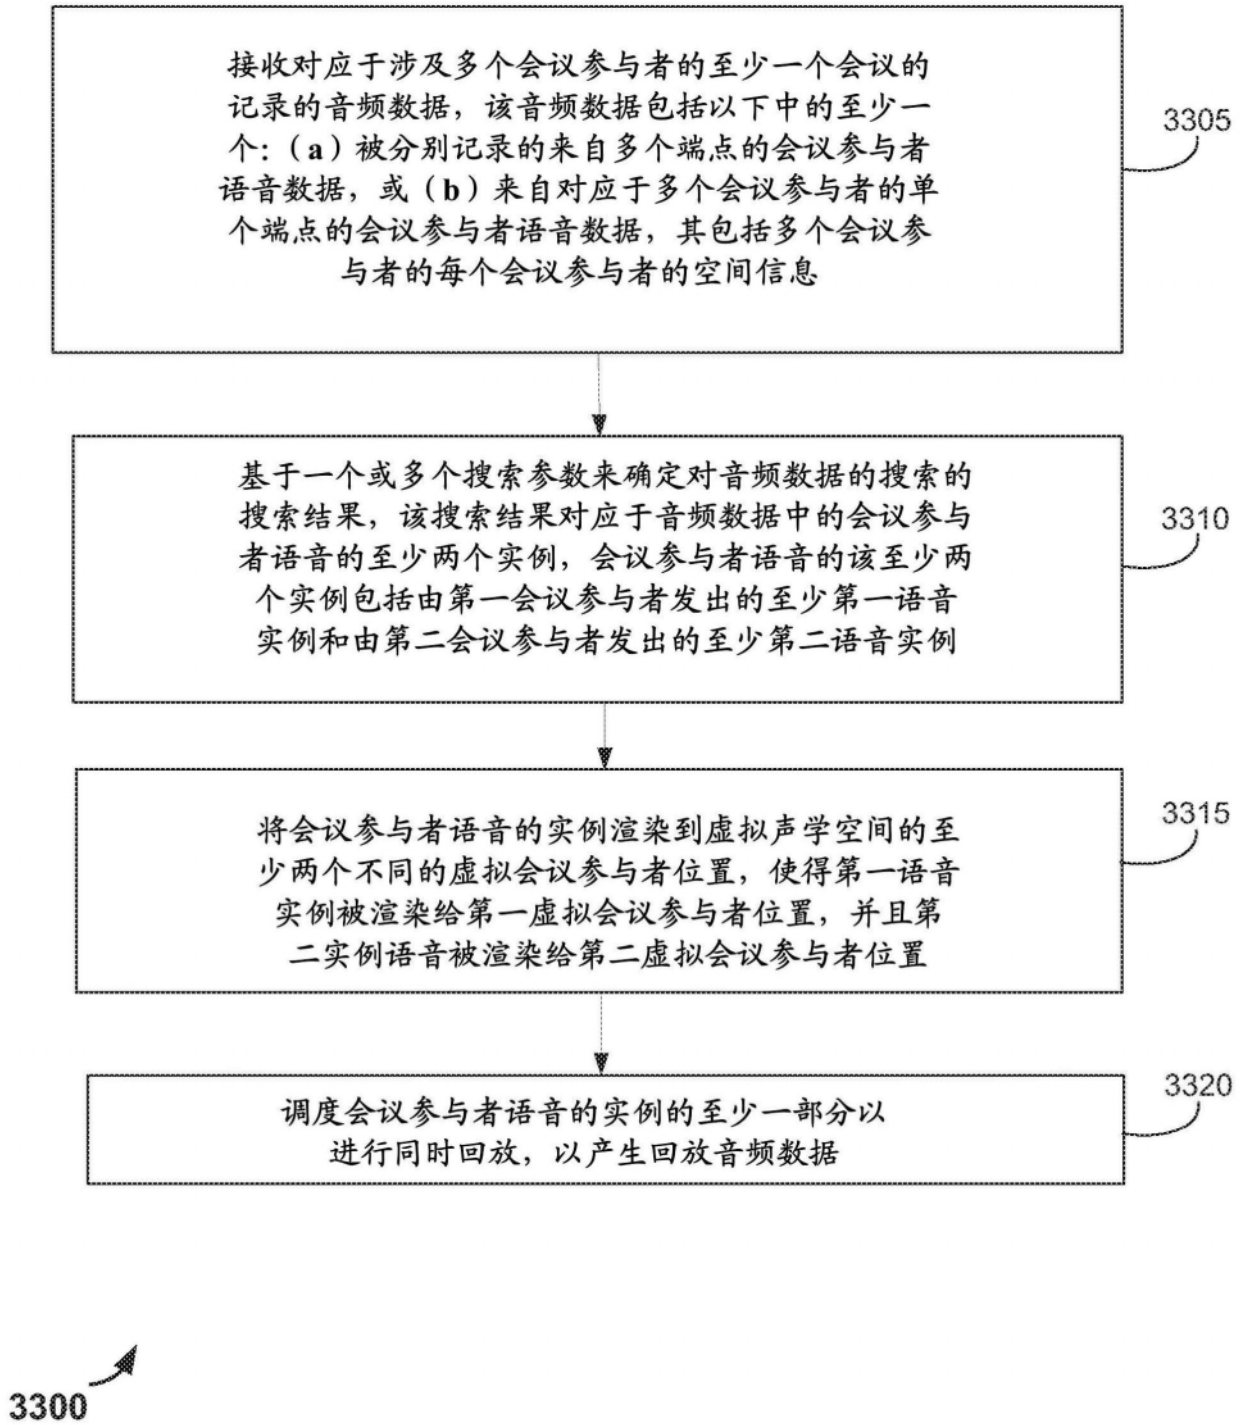 接收对应于涉及多个会议参与者的至少一个会议的
记录的音频数据，该音频数据包括以下中的至少一
个：（a）被分别记录的来自多个端点的会议参与者
语音数据，或（b）来自对应于多个会议参与者的单
个端点的会议参与者语音数据，其包括多个会议参
与者的每个会议参与者的空间信息
3305
基于一个或多个搜索参数来确定对音频数据的搜索的
搜索结果，该搜索结果对应于音频数据中的会议参与
者语音的至少两个实例，会议参与者语音的该至少两
个实例包括由第一会议参与者发出的至少第一语音
实例和由第二会议参与者发出的至少第二语音实例
3310
将会议参与者语音的实例渲染到虚拟声学空间的至
少两个不同的虚拟会议参与者位置，使得第一语音
实例被渲染给第一虚拟会议参与者位置，并且第
二实例语音被渲染给第二虚拟会议参与者位置
3315
调度会议参与者语音的实例的至少一部分以
进行同时回放，以产生回放音频数据
3320
3300